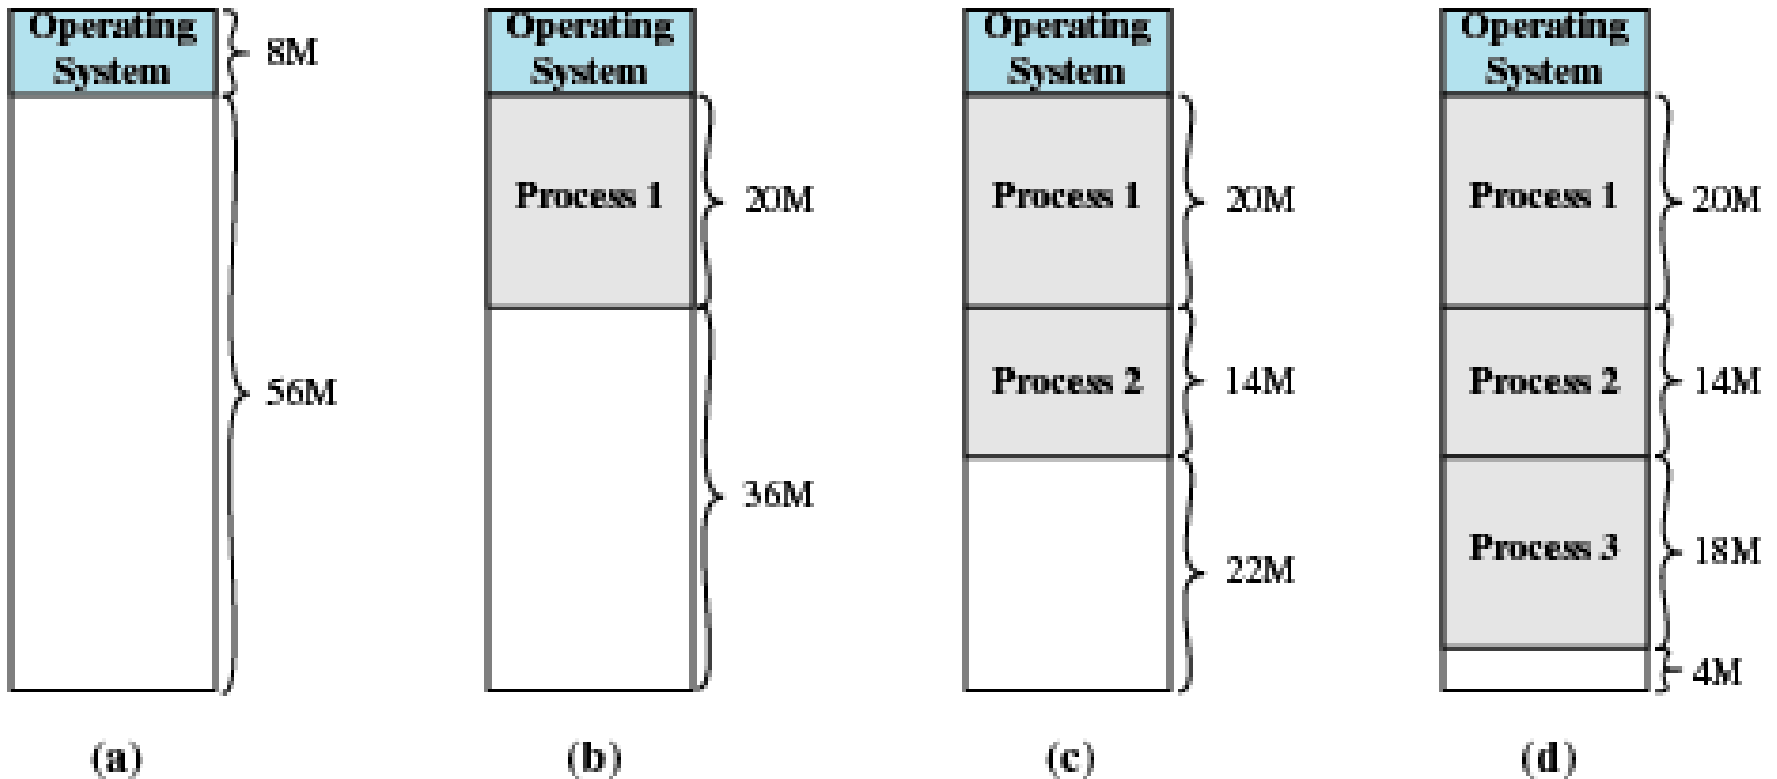 Operating
System
8M
56M
(a)
Operating
System
Process 1
20M
36M
(b)
Operating
System
Process 1
20M
Process 2
14M
22M
(c)
Operating
System
Process 1
20M
Process 2
14M
Process 3
18M
4M
(d)